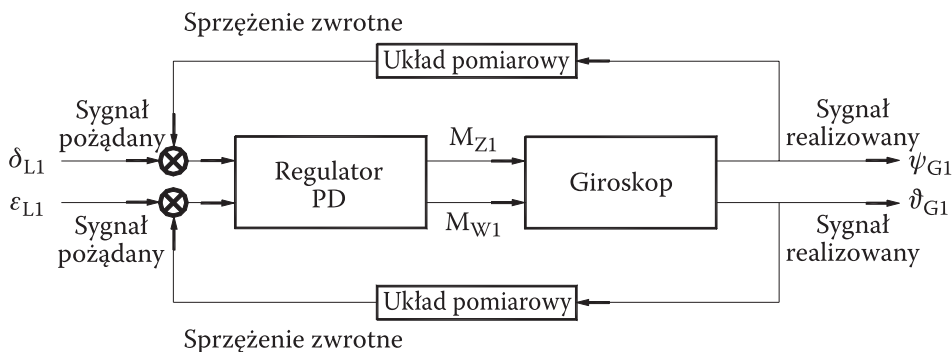 Sprzężenie zwrotne
Układ pomiarowy
Sygnał
pożądany
δL1
Regulator
PD
MZ1
MW1
Giroskop
Sygnał
realizowany
ψG1
εL1
ϑG1
Sygnał
pożądany
Sygnał
realizowany
Układ pomiarowy
Sprzężenie zwrotne